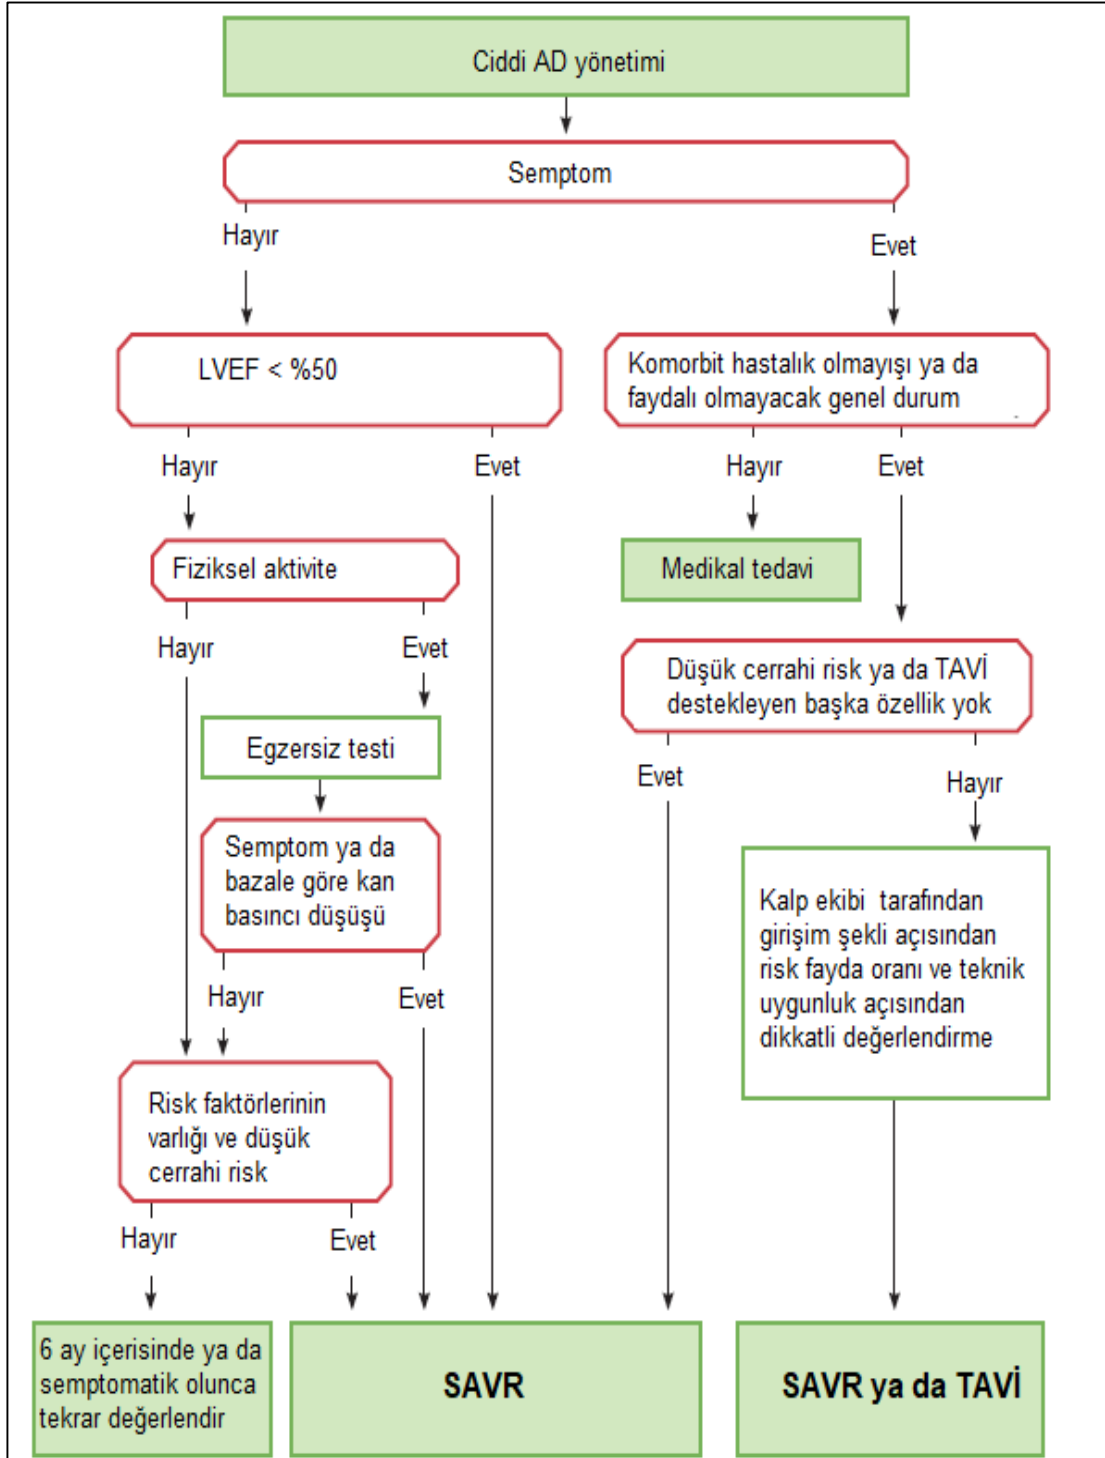 Ciddi AD yönetimi
Semptom
Hayır
Evet
LVEF < %50
Komorbit hastalık olmayışı ya da
faydalı olmayacak genel durum
Hayır
Evet
Hayır
Evet
Fiziksel aktivite
Medikal tedavi
Hayır
Evet
Düşük cerrahi risk ya da TAVİ
destekleyen başka özellik yok
Egzersiz testi
Evet
Hayır
Semptom ya da
bazale göre kan
basıncı düşüşü
Kalp ekibi tarafından
girişim şekli açısından
risk fayda oranı ve teknik
uygunluk açısından
dikkatli değerlendirme
Hayır
Evet
Risk faktörlerinin
varlığı ve düşük
cerrahi risk
Hayır
Evet
6 ay içerisinde ya da
semptomatik olunca
tekrar değerlendir
SAVR
SAVR ya da TAVİ